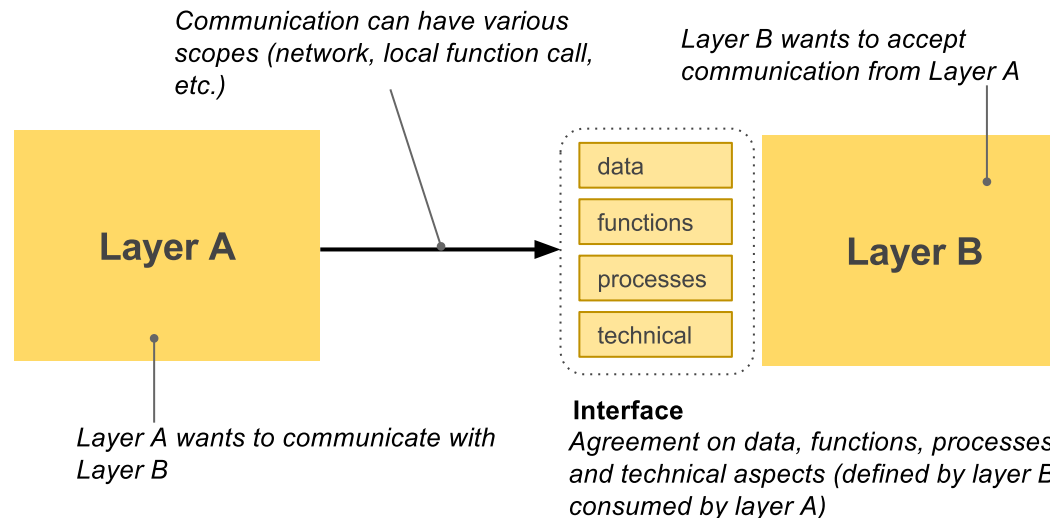 Communication can have various
scopes (network, local function call,
etc.)
Layer B wants to accept
communication from Layer A
Layer A
data
functions
processes
technical
Layer B
Layer A wants to communicate with
Layer B
Interface
Agreement on data, functions, processes
and technical aspects (defined by layer B
consumed by layer A)